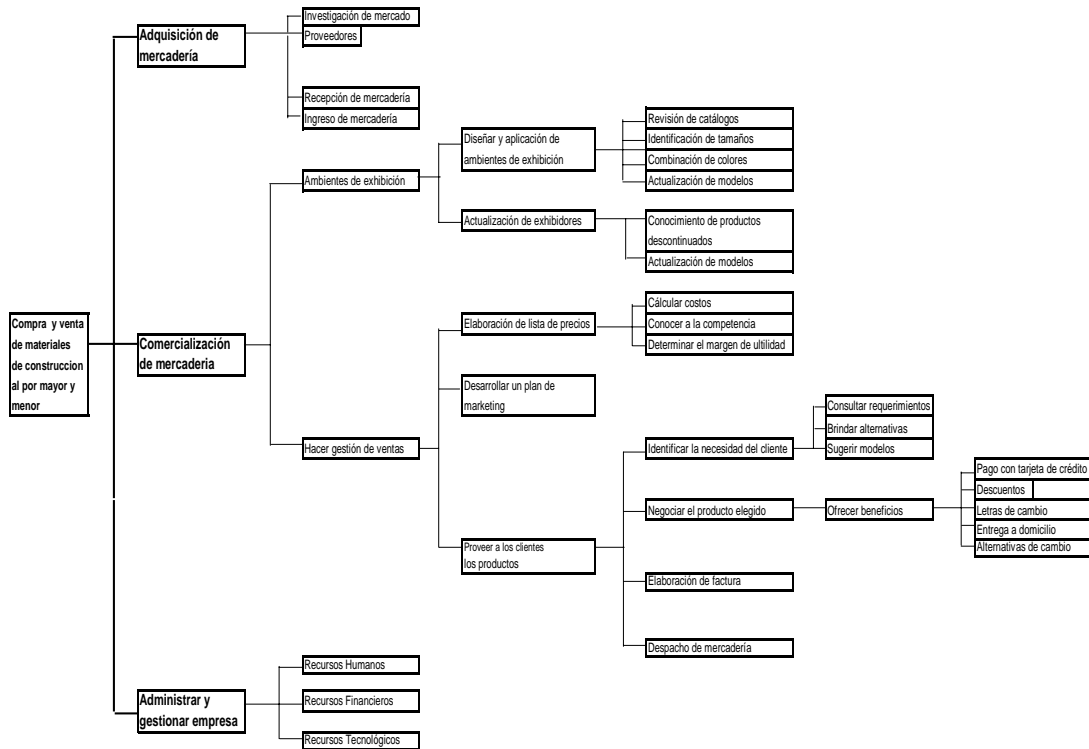 Compra y venta
de materiales
de construccion
al por mayor y
menor
Adquisición de
mercadería
Investigación de mercado
Proveedores
Recepción de mercadería
Ingreso de mercadería
Comercialización
de mercaderia
Ambientes de exhibición
Diseñar y aplicación de
ambientes de exhibición
Revisión de catálogos
Identificación de tamaños
Combinación de colores
Actualización de modelos
Actualización de exhibidores
Conocimiento de productos
descontinuados
Actualización de modelos
Hacer gestión de ventas
Elaboración de lista de precios
Cálcular costos
Conocer a la competencia
Determinar el margen de ultilidad
Desarrollar un plan de
marketing
Proveer a los clientes
los productos
Identificar la necesidad del cliente
Consultar requerimientos
Brindar alternativas
Sugerir modelos
Negociar el producto elegido
Ofrecer beneficios
Pago con tarjeta de crédito
Descuentos
Letras de cambio
Entrega a domicilio
Alternativas de cambio
Elaboración de factura
Despacho de mercadería
Administrar y
gestionar empresa
Recursos Humanos
Recursos Financieros
Recursos Tecnológicos